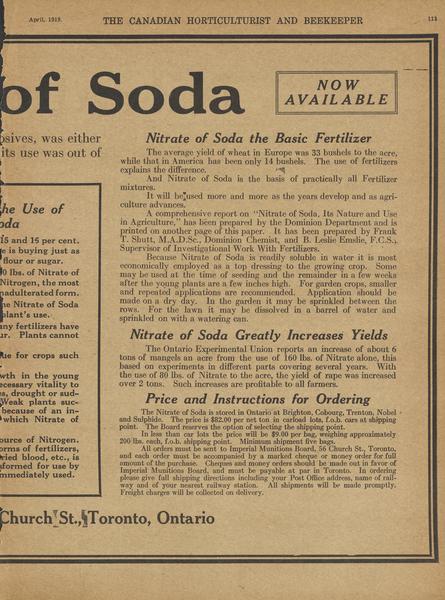 April, 1919. THE CANADIAN HORTICULTURIST AND BEEKEEPER 113
of Soda
NOW
AVAILABLE
osives, was either
its use was out of
he Use of
oda
15 and 16 per cent.
e is buying just as
flour or sugar.
0 lbs. of Nitrate of
Nitrogen, the most
nadulterated form.
he Nitrate of Soda
plant's use.
any fertilizers have
ur. Plants cannot
ue for crops such
wth in the young
ecessary vitality to
s, drought or sud-
Weak plants suc-
because of an in-
which Nitrate of
ource of Nitrogen.
orms of fertilizers,
ried blood, etc., is
sformed for use by
mmediately used.
Nitrate of Soda the Basic Fertilizer
The average yield of wheat in Europe was 33 bushels to the acre,
while that in America has been only 14 bushels. The use of fertilizers
explains the difference.
And Nitrate of Soda is the basis of practically all Fertilizer
mixtures.
It will be used more and more as the years develop and as agri-
culture advances.
A comprehensive report on "Nitrate of Soda, Its Nature and Use
in Agriculture," has been prepared by the Dominion Department and is
printed on another page of this paper. It has been prepared by Frank
T. Shutt, M.A.D.Sc., Dominion Chemist, and B. Leslie Emslie, F.C.S.,
Supervisor of Investigational Work With Fertilizers.
Because Nitrate of Soda is readily soluble in water it is most
economically employed as a top dressing to the growing crop. Some
may be used at the time of seeding and the remainder in a few weeks
after the young plants are a few inches high. For garden crops, smaller
and repeated applications are recommended. Application should be
made on a dry day. In the garden it may be sprinkled between the
rows. For the lawn it may be dissolved in a barrel of water and
sprinkled on with a watering can.
Nitrate of Soda Greatly Increases Yields
The Ontario Experimental Union reports an increase of about 6
tons of mangels an acre from the use of 160 lbs. of Nitrate alone, this
based on experiments in different parts covering several years. With
the use of 80 lbs. of Nitrate to the acre, the yield of rape was increased
over 2 tons. Such increases are profitable to all farmers.
Price and Instructions for Ordering
The Nitrate of Soda is stored in Ontario at Brighton, Cobourg, Trenton, Nobel
and Sulphide. The price is $82.00 per net ton in carload lots, f.o.b. cars at shipping
point. The Board reserves the option of selecting the shipping point.
In less than car lots the price will be $9.00 per bag, weighing approximately
200 lbs. each, f.o.b. shipping point. Minimum shipment five bags.
All orders must be sent to Imperial Munitions Board, 56 Church St., Toronto,
and each order must be accompanied by a marked cheque or money order for full
amount of the purchase. Cheques and money orders should be made out in favor of
Imperial Munitions Board, and must be payable at par in Toronto. In ordering
please give full shipping directions including your Post Office address, name of rail-
way and of your nearest railway station. All shipments will be made promptly.
Freight charges will be collected on delivery.
Church St., Toronto, Ontario